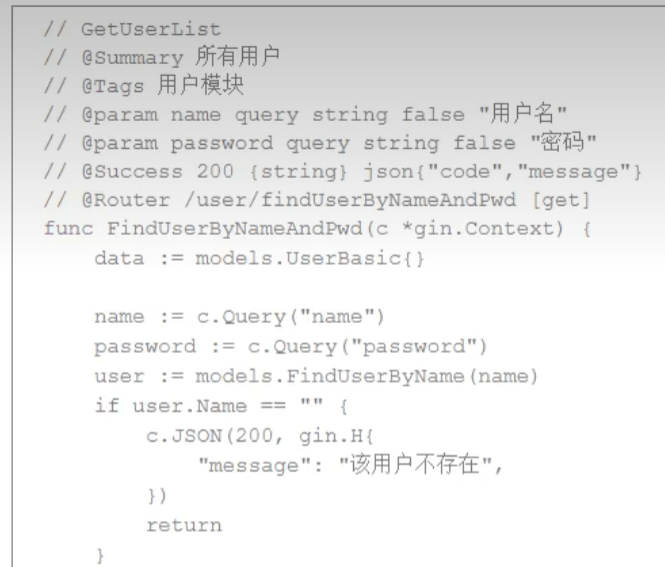 // GetUserList
// @Summary 所有用户
// @Tags 用户模块
// @param name query string false "用户名"
// @param password query string false "密码"
// @Success 200 {string} json{"code","message"}
// @Router /user/findUserByNameAndPwd [get]
func FindUserByNameAndPwd(c *gin.Context) {
    data := models.UserBasic{}

    name := c.Query("name")
    password := c.Query("password")
    user := models.FindUserByName(name)
    if user.Name == "" {
        c.JSON(200, gin.H{
            "message": "该用户不存在",
        })
        return
    }